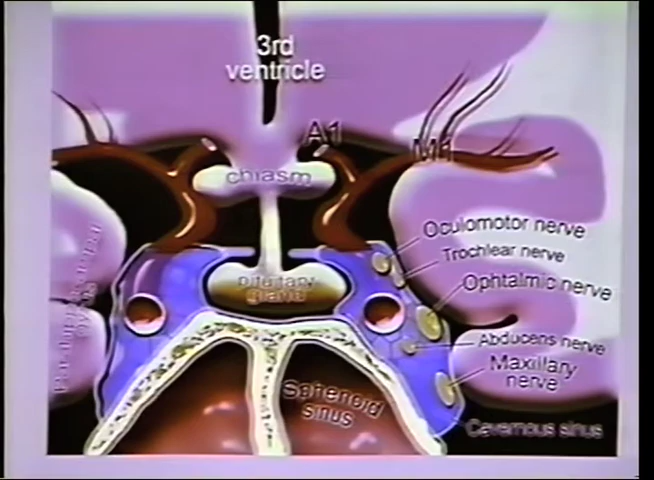 3rd
ventricle
A1
M1
chiasm
Oculomotor nerve
Trochlear nerve
Ophtalmic nerve
pituitary
gland
Abducens nerve
Maxillary
nerve
Sphenoid
sinus
Cavernous sinus